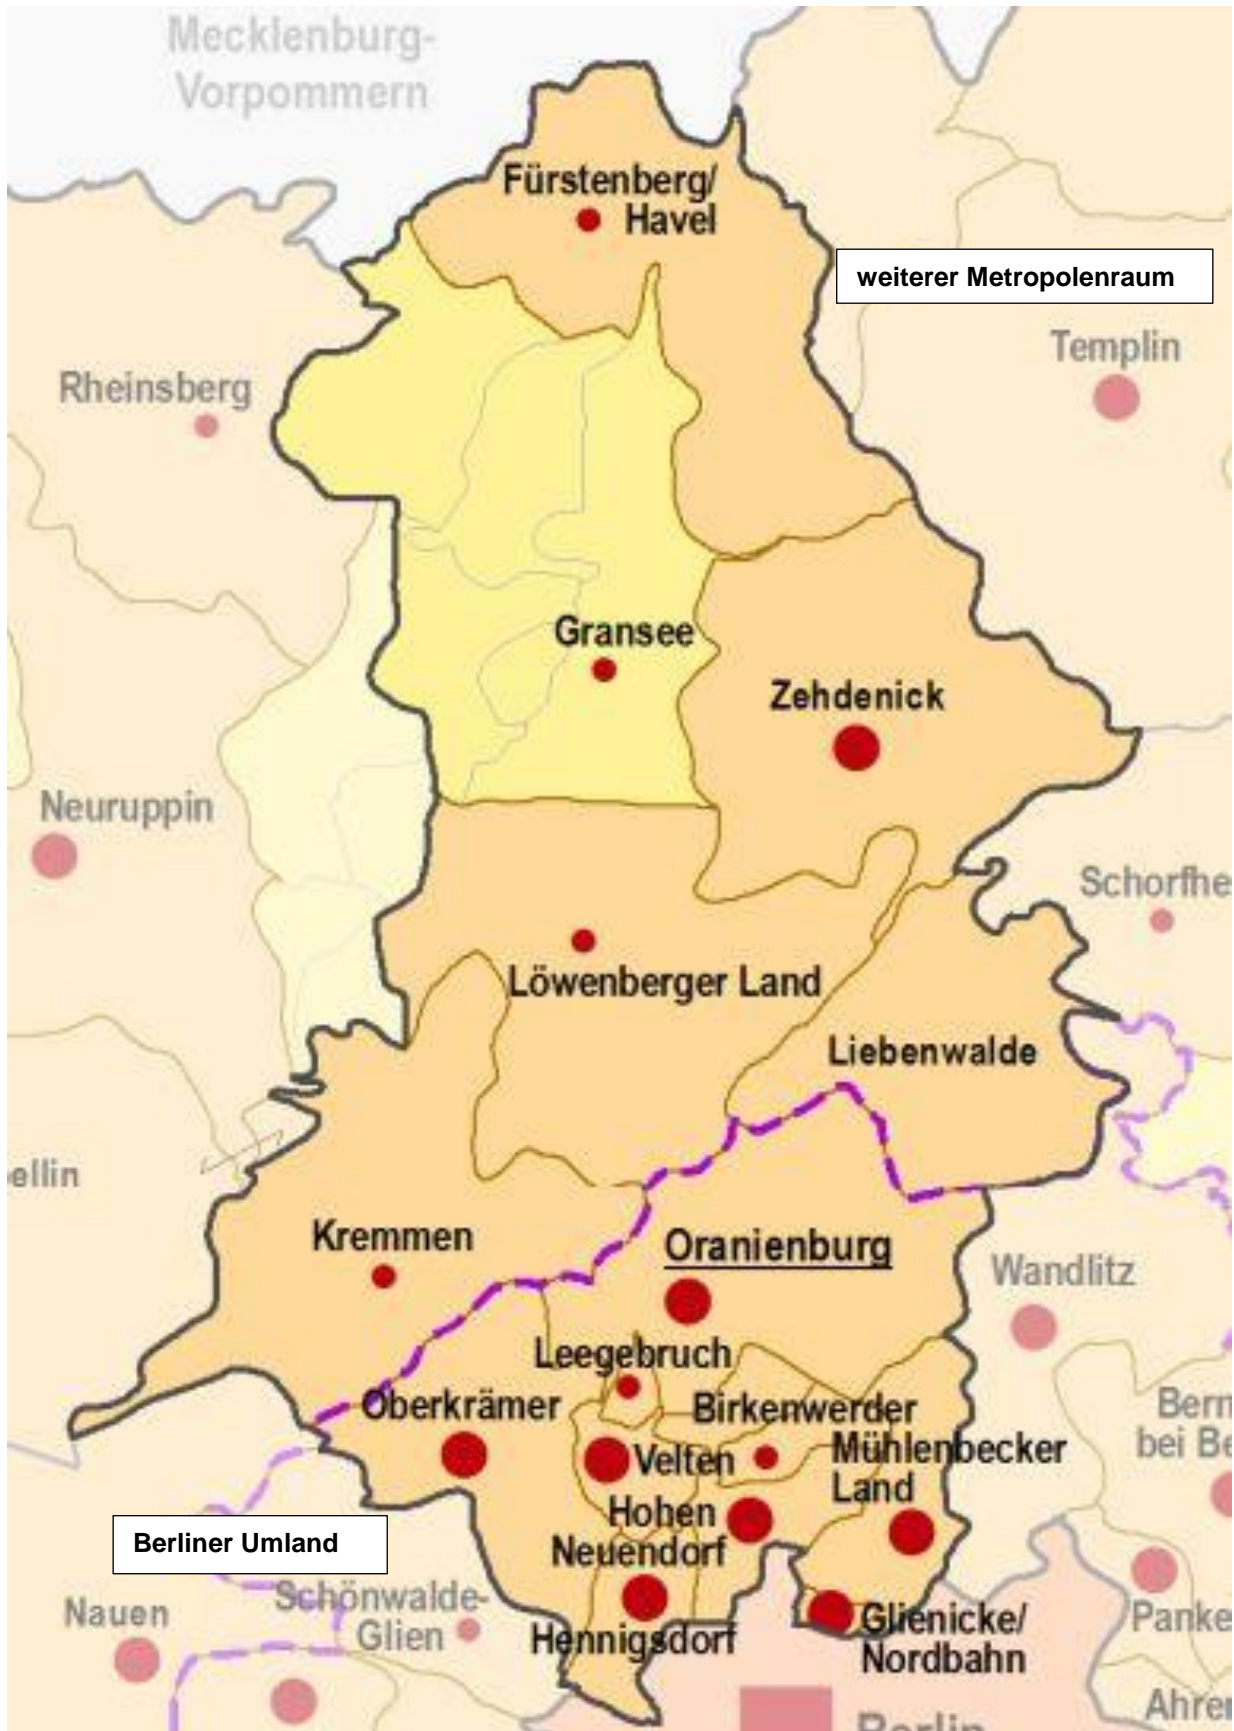 Mecklenburg-
Vorpommern
Fürstenberg/
Havel
weiterer Metropolenraum
Templin
Rheinsberg
Gransee
Zehdenick
Neuruppin
Schorfhe
Löwenberger Land
Liebenwalde
ellin
Kremmen
Oranienburg
Wandlitz
Leegebruch
Oberkrämer
Birkenwerder
Bern
bei Be
Velten
Mühlenbecker
Land
Hohen
Neuendorf
Berliner Umland
Schönwalde-
Glien
Nauen
Hennigsdorf
Glienicke/
Nordbahn
Panke
Ahrer
Berlin